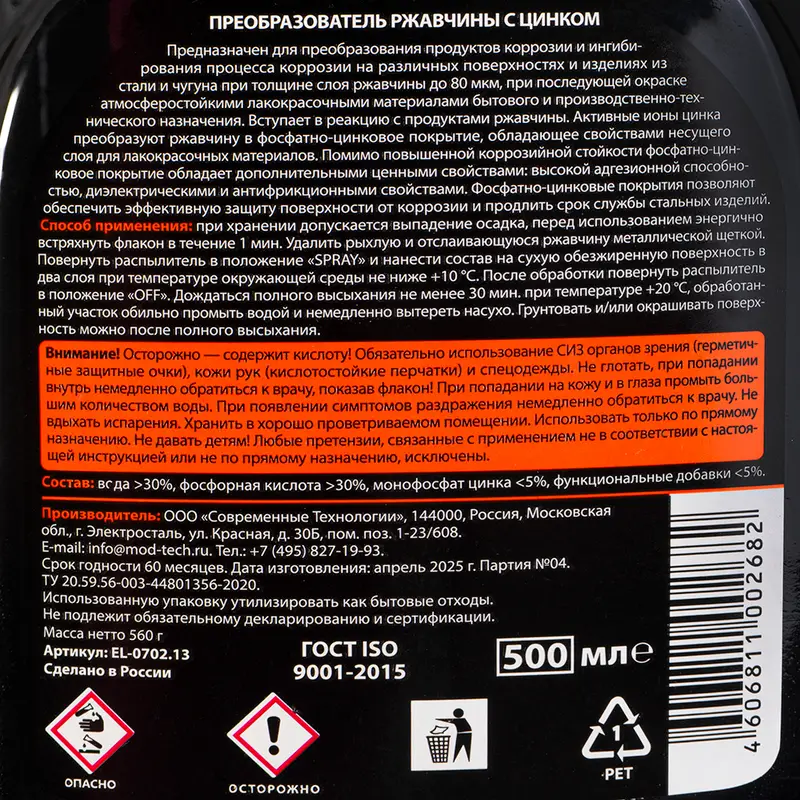 ПРЕОБРАЗОВАТЕЛЬ РЖАВЧИНЫ С ЦИНКОМ
Предназначен для преобразования продуктов коррозии и ингиби-
рования процесса коррозии на различных поверхностях и изделиях из
стали и чугуна при толщине слоя ржавчины до 80 мкм, при последующей окраске
атмосферостойкими лакокрасочными материалами бытового и производственно-тех-
нического назначения. Вступает в реакцию с продуктами ржавчины. Активные ионы цинка
преобразуют ржавчину в фосфатно-цинковое покрытие, обладающее свойствами несущего
слоя для лакокрасочных материалов. Помимо повышенной коррозийной стойкости фосфатно-цин-
ковое покрытие обладает дополнительными ценными свойствами: высокой адгезионной способно-
стью, диэлектрическими и антифрикционными свойствами. Фосфатно-цинковые покрытия позволяют
обеспечить эффективную защиту поверхности от коррозии и продлить срок службы стальных изделий.
Способ применения: при хранении допускается выпадение осадка, перед использованием энергично
встряхнуть флакон в течение 1 мин. Удалить рыхлую и отслаивающуюся ржавчину металлической щеткой.
Повернуть распылитель в положение «SPRAY» и нанести состав на сухую обезжиренную поверхность в
два слоя при температуре окружающей среды не ниже +10 °С. После обработки повернуть распылитель
в положение «OFF». Дождаться полного высыхания не менее 30 мин. при температуре +20 °С, обработан-
ный участок обильно промыть водой и немедленно вытереть насухо. Грунтовать и/или окрашивать поверх-
ность можно после полного высыхания.
Внимание! Осторожно — содержит кислоту! Обязательно использование СИЗ органов зрения (герметич-
ные защитные очки), кожи рук (кислотостойкие перчатки) и спецодежды. Не глотать, при попадании
внутрь немедленно обратиться к врачу, показав флакон! При попадании на кожу и в глаза промыть боль-
шим количеством воды. При появлении симптомов раздражения немедленно обратиться к врачу. Не
вдыхать испарения. Хранить в хорошо проветриваемом помещении. Использовать только по прямому
назначению. Не давать детям! Любые претензии, связанные с применением не в соответствии с настоя-
щей инструкцией или не по прямому назначению, исключены.
Состав: вода >30%, фосфорная кислота >30%, монофосфат цинка <5%, функциональные добавки <5%.
Производитель: ООО «Современные Технологии», 144000, Россия, Московская
обл., г. Электросталь, ул. Красная, д. 30Б, пом. поз. 1-23/608.
E-mail: info@mod-tech.ru. Тел.: +7 (495) 827-19-93.
Срок годности 60 месяцев. Дата изготовления: апрель 2025 г. Партия №04.
ТУ 20.59.56-003-44801356-2020.
Использованную упаковку утилизировать как бытовые отходы.
Не подлежит обязательному декларированию и сертификации.
Масса нетто 560 г
Артикул: EL-0702.13
Сделано в России
ГОСТ ISO
9001-2015
500 мл e
4 606811 002682
ОПАСНО
ОСТОРОЖНО
1
PET